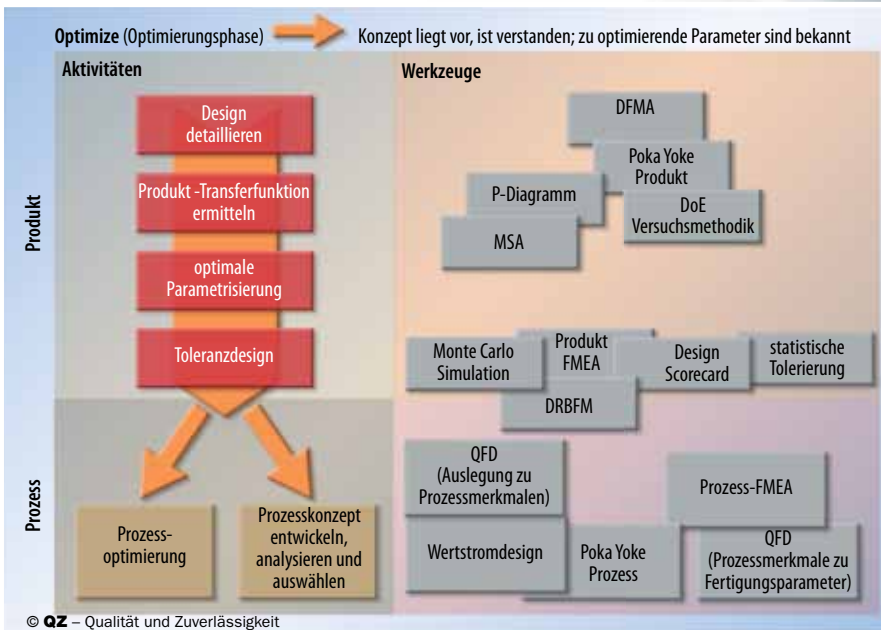 Optimize (Optimierungsphase) Konzept liegt vor, ist verstanden; zu optimierende Parameter sind bekannt
Aktivitäten
Werkzeuge
Produkt
Design
detaillieren
Produkt -Transferfunktion
ermitteln
optimale
Parametrisierung
Toleranzdesign
DFMA
Poka Yoke
Produkt
P-Diagramm
DoE
Versuchsmethodik
MSA
Monte Carlo
Simulation
Produkt
FMEA
Design
Scorecard
statistische
Tolerierung
DRBFM
Prozess
Prozess-
optimierung
Prozesskonzept
entwickeln,
analysieren und
auswählen
QFD
(Auslegung zu
Prozessmerkmalen)
Prozess-FMEA
Wertstromdesign
Poka Yoke
Prozess
QFD
(Prozessmerkmale zu
Fertigungsparameter)
© QZ – Qualität und Zuverlässigkeit